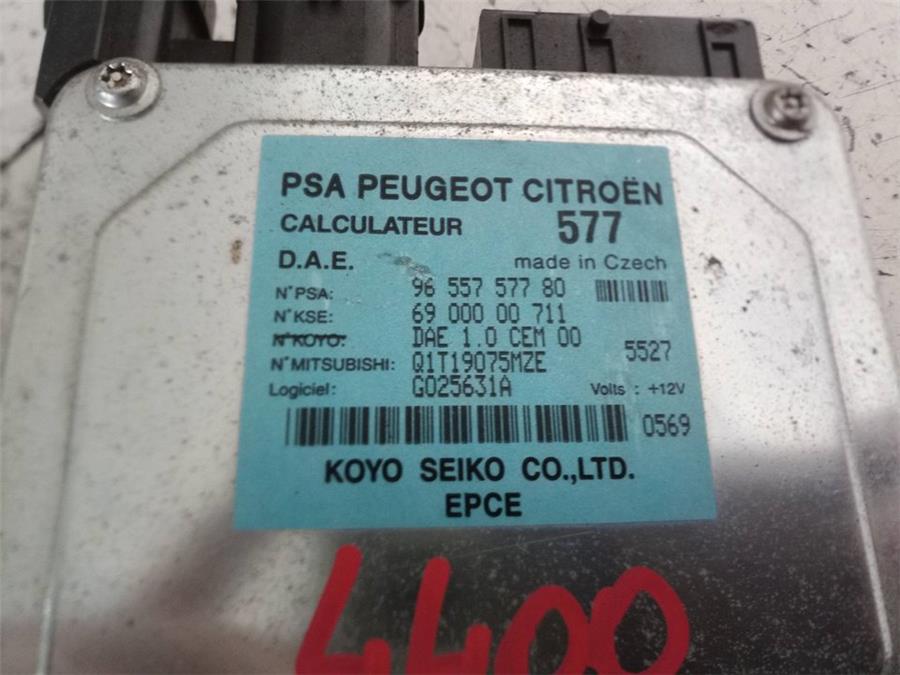 PSA PEUGEOT CITROËN
CALCULATEUR 577
D.A.E. made in Czech
N°PSA: 96 557 577 80
N°KSE: 69 000 00 711
N°KOYO: DAE 1.0 CEM 00
N°MITSUBISHI: Q1T19075MZE 5527
Logiciel: G025631A Volts : +12V
0569
KOYO SEIKO CO.,LTD.
EPCE
4400